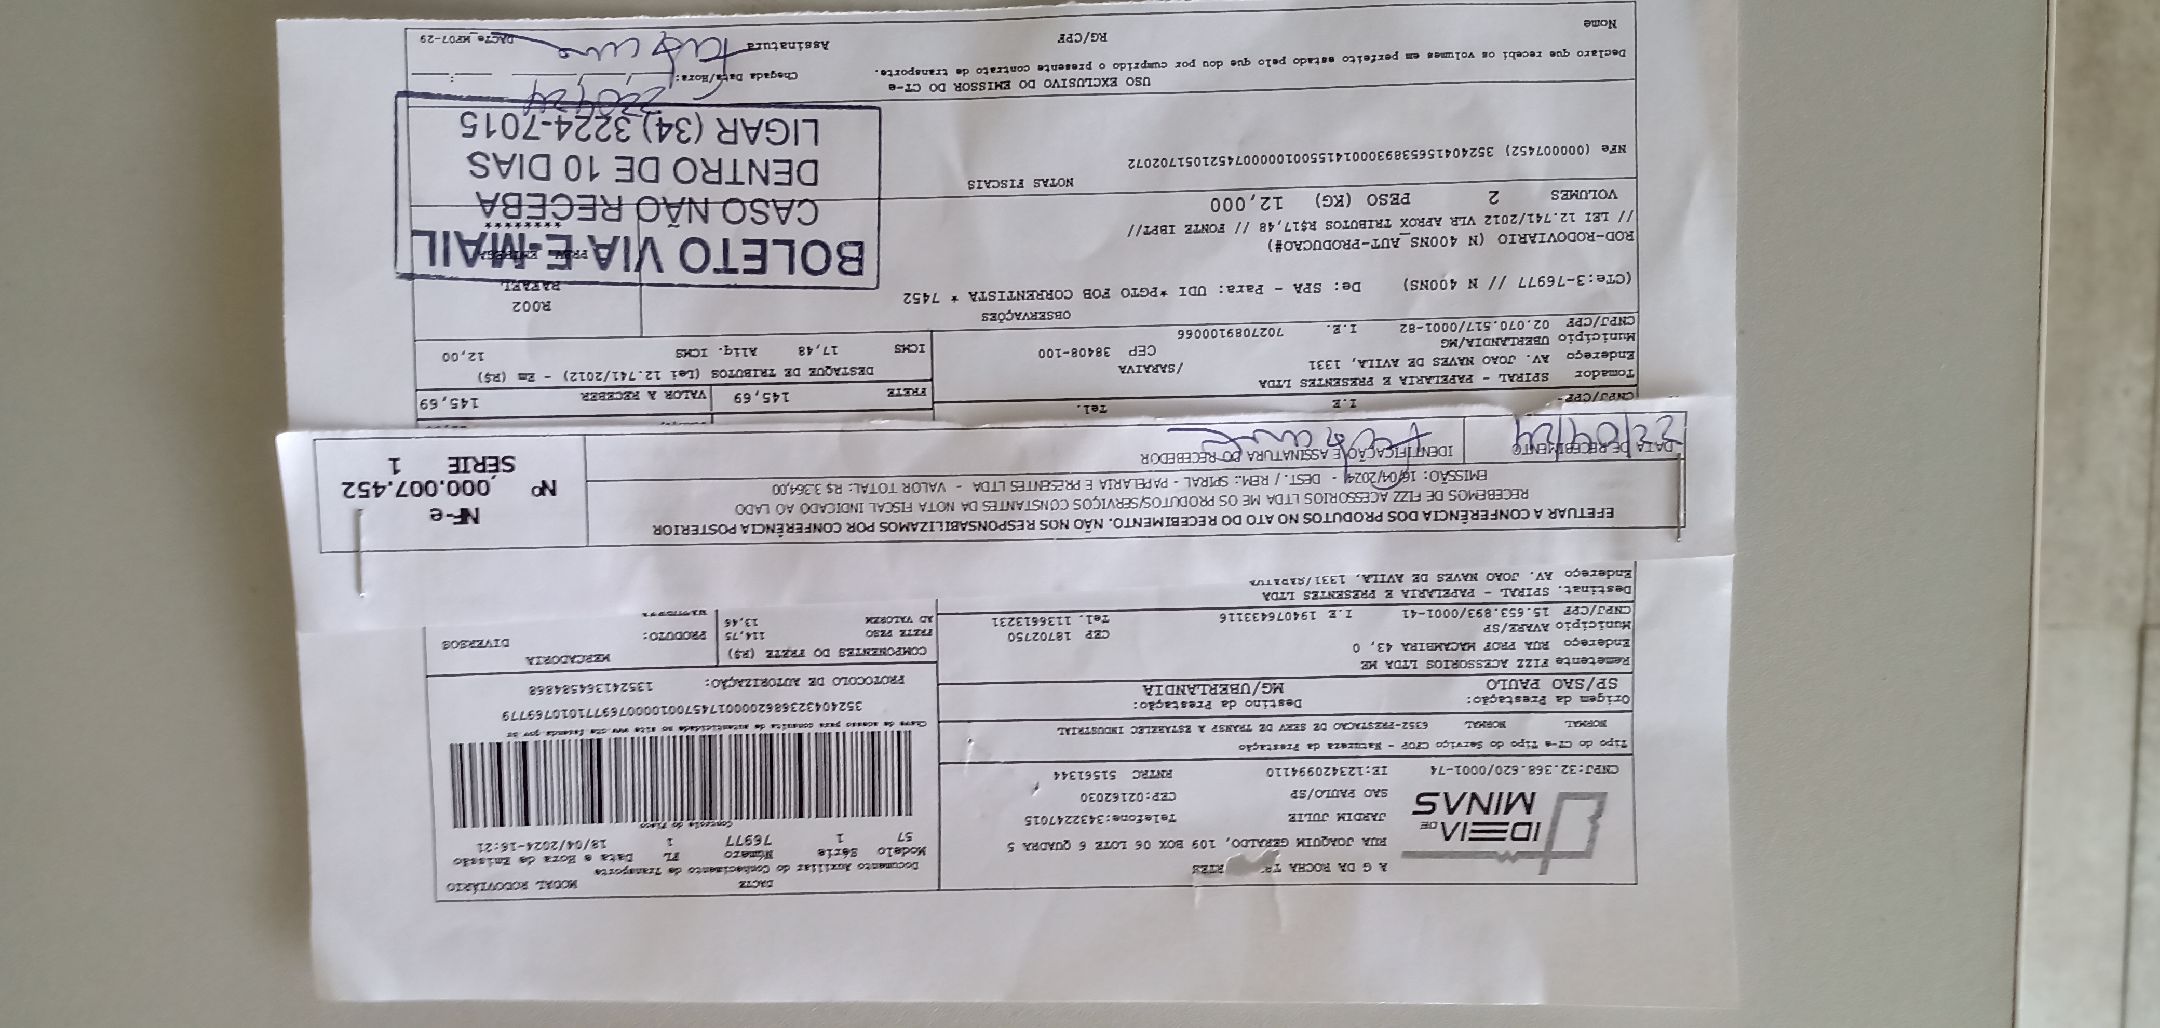 IDEIA DE
MINAS
A G DA ROCHA
RUA JOAQUIM GERALDO, 109 BOX 06 LOTE 6 QUADRA 5
JARDIM JULIE Telefone:3432247015
SAO PAULO/SP CEP:02162030
CNPJ:32.368.620/0001-74 IE:123420994110 RNTRC 51561344
DACTE MODAL RODOVIÁRIO
Documento Auxiliar do Conhecimento de Transporte
Modelo Série Número FL Data e Hora de Emissão
57 1 76977 1 18/04/2024-16:21
Controle do Fisco
Chave de acesso para consulta de autenticidade no site www.cte.fazenda.gov.br
35240432368620000174570010000769771010769779
PROTOCOLO DE AUTORIZAÇÃO: 135241364584868
Tipo do CT-e Tipo do Serviço CFOP - Natureza da Prestação
NORMAL NORMAL 6352-PRESTACAO DE SERV DE TRANSP A ESTABELEC INDUSTRIAL
Origem da Prestação: Destino da Prestação:
SP/SAO PAULO MG/UBERLANDIA
Remetente FIZZ ACESSORIOS LTDA ME
Endereço RUA PROF MACAMBIRA 43, 0
Município AVARE/SP CEP 18702750
CNPJ/CPF 15.653.893/0001-41 I.E 194076433116 Tel. 113613231
Destinat. SPIRAL - PAPELARIA E PRESENTES LTDA
Endereço AV. JOAO NAVES DE AVILA, 1331/SARAIVA
COMPONENTES DO FRETE (R$) MERCADORIA
FRETE PESO 114,75 PRODUTO: DIVERSOS
AD VALOREM 13,46
EFETUAR A CONFERÊNCIA DOS PRODUTOS NO ATO DO RECEBIMENTO. NÃO NOS RESPONSABILIZAMOS POR CONFERÊNCIA POSTERIOR
RECEBEMOS DE FIZZ ACESSORIOS LTDA ME OS PRODUTOS/SERVIÇOS CONSTANTES DA NOTA FISCAL INDICADO AO LADO
EMISSÃO: 16/04/2024 - DEST. / REM.: SPIRAL - PAPELARIA E PRESENTES LTDA - VALOR TOTAL: R$ 3.364,00
DATA DE RECEBIMENTO IDENTIFICAÇÃO E ASSINATURA DO RECEBEDOR
22/04/24
NF-e
Nº 000.007.452
SÉRIE 1
CNPJ/CPF I.E Tel.
Tomador SPIRAL - PAPELARIA E PRESENTES LTDA
Endereço AV. JOAO NAVES DE AVILA, 1331 /SARAIVA
Município UBERLANDIA/MG CEP 38408-100
CNPJ/CPF 02.070.517/0001-82 I.E. 7027089100066
FRETE 145,69 VALOR A RECEBER 145,69
DESTAQUE DE TRIBUTOS (Lei 12.741/2012) - Em (R$)
ICMS 17,48 Aliq. ICMS 12,00
OBSERVAÇÕES
(CTe:3-76977 // N 400NS) De: SPA - Para: UDI *PGTO FOB CORRENTISTA * 7452
ROD-RODOVIARIO (N 400NS_AUT-PRODUCAO#)
// LEI 12.741/2012 VLR APROX TRIBUTOS R$17,48 // FONTE IBPT//
R002
RAFAEL
VOLUMES 2 PESO (KG) 12,000
NOTAS FISCAIS
NFe (000007452) 35240415653893000141550010000074521051702072
BOLETO VIA E-MAIL
CASO NÃO RECEBA
DENTRO DE 10 DIAS
LIGAR (34) 3224-7015
USO EXCLUSIVO DO EMISSOR DO CT-e
Declaro que recebi os volumes em perfeito estado pelo que dou por cumprido o presente contrato de transporte.
Chegada Data/Hora:
Nome RG/CPF Assinatura
DACTe_MF07-29